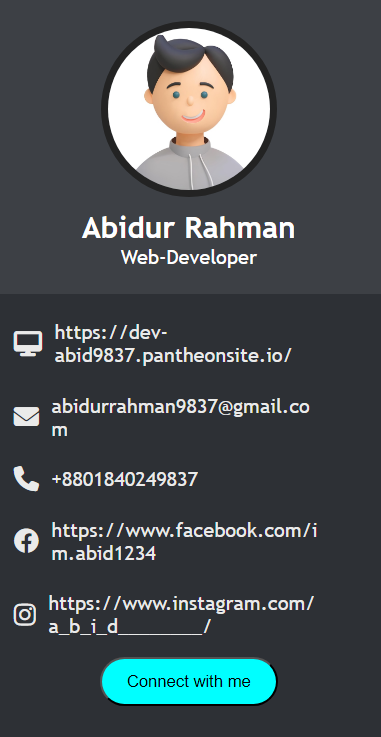 Abidur Rahman
Web-Developer
https://dev-
abid9837.pantheonsite.io/
abidurrahman9837@gmail.co
m
+8801840249837
https://www.facebook.com/i
m.abid1234
https://www.instagram.com/
a_b_i_d________/
Connect with me